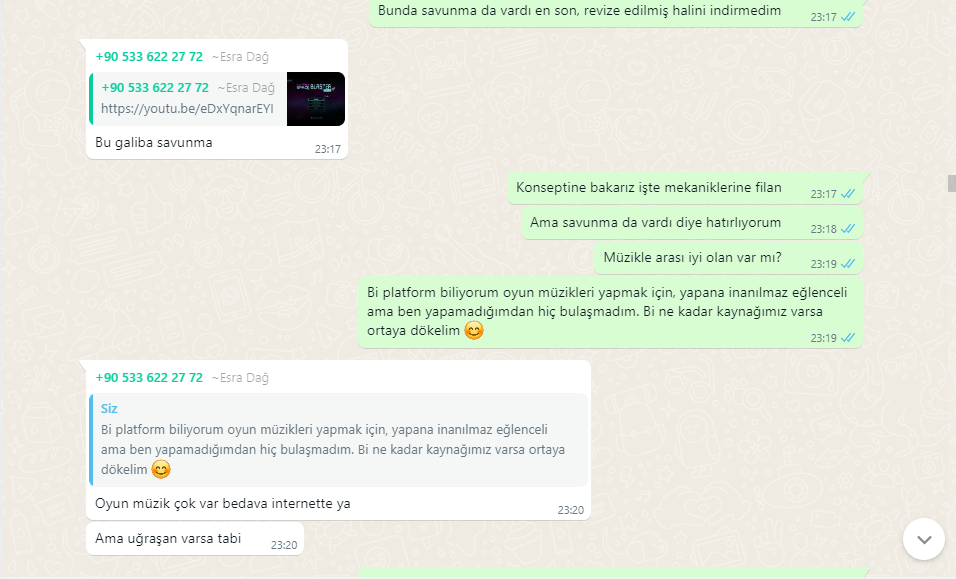 Bunda savunma da vardı en son, revize edilmiş halini indirmedim
23:17
+90 533 622 27 72 ~Esra Dağ
+90 533 622 27 72 ~Esra Dağ
https://youtu.be/eDxYqnarEYI
Bu galiba savunma
23:17
Konseptine bakarız işte mekaniklerine filan
23:17
Ama savunma da vardı diye hatırlıyorum
23:18
Müzikle arası iyi olan var mı?
23:19
Bi platform biliyorum oyun müzikleri yapmak için, yapana inanılmaz eğlenceli
ama ben yapamadığımdan hiç bulaşmadım. Bi ne kadar kaynağımız varsa
ortaya dökelim 😊
23:19
+90 533 622 27 72 ~Esra Dağ
Siz
Bi platform biliyorum oyun müzikleri yapmak için, yapana inanılmaz eğlenceli
ama ben yapamadığımdan hiç bulaşmadım. Bi ne kadar kaynağımız varsa ortaya
dökelim 😊
Oyun müzik çok var bedava internette ya
23:20
Ama uğraşan varsa tabi
23:20